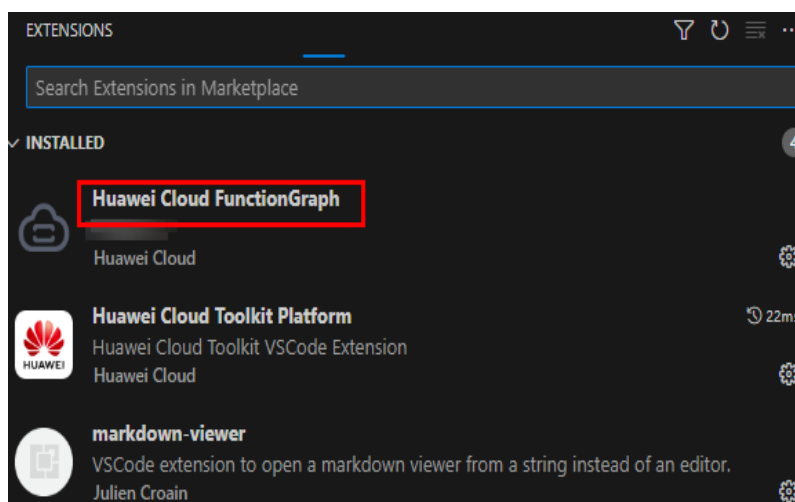 EXTENSIONS
Search Extensions in Marketplace
INSTALLED
Huawei Cloud FunctionGraph
Huawei Cloud
Huawei Cloud Toolkit Platform
22ms
Huawei Cloud Toolkit VSCode Extension
HUAWEI
Huawei Cloud
markdown-viewer
VSCode extension to open a markdown viewer from a string instead of an editor.
Julien Croain